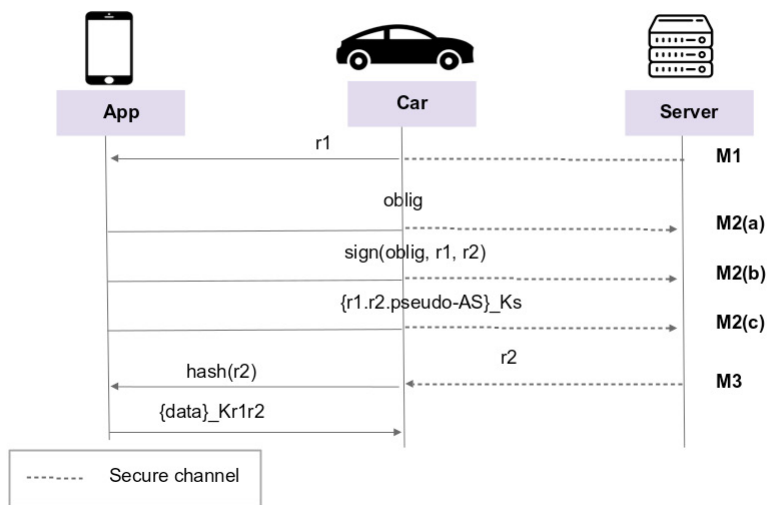 App
Car
Server
r1
M1
oblig
M2(a)
sign(oblig, r1, r2)
M2(b)
{r1.r2.pseudo-AS}_Ks
M2(c)
r2
hash(r2)
M3
{data}_Kr1r2
Secure channel